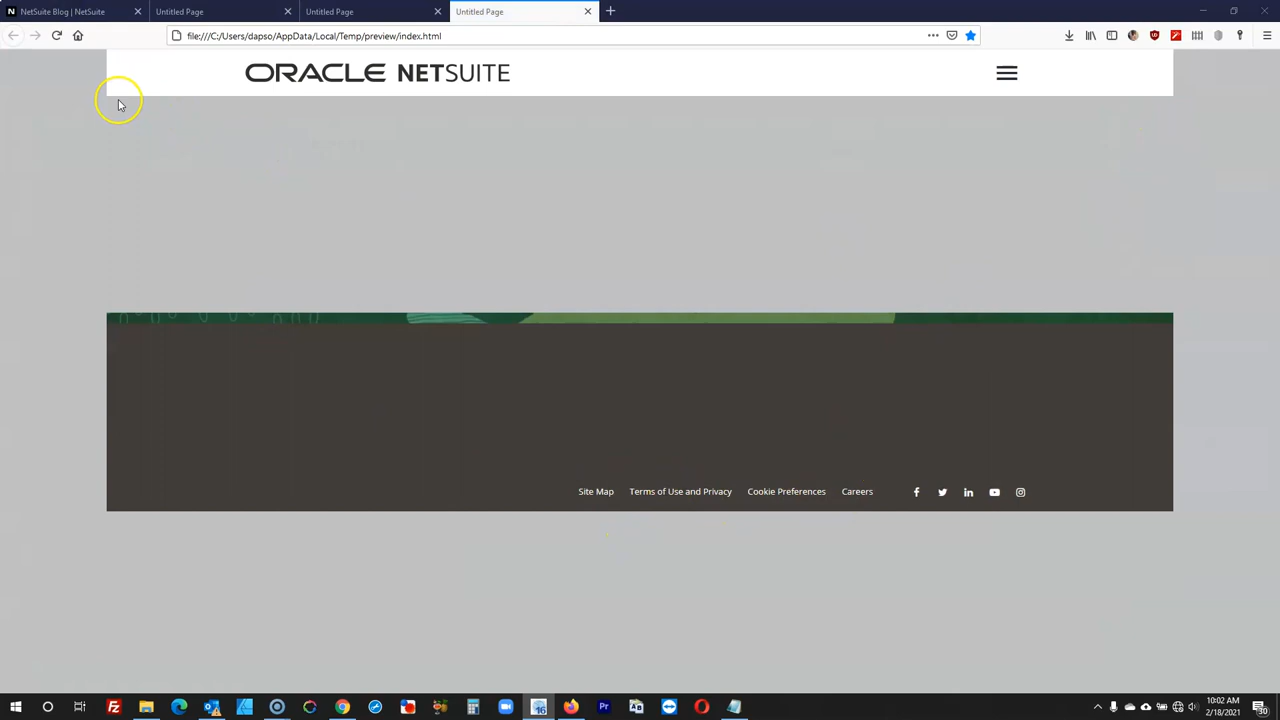 NetSuite Blog | NetSuite
Untitled Page
Untitled Page
Untitled Page
file:///C:/Users/dapso/AppData/Local/Temp/preview/index.html
ORACLE NETSUITE
Site Map
Terms of Use and Privacy
Cookie Preferences
Careers
10:02 AM
2/18/2021